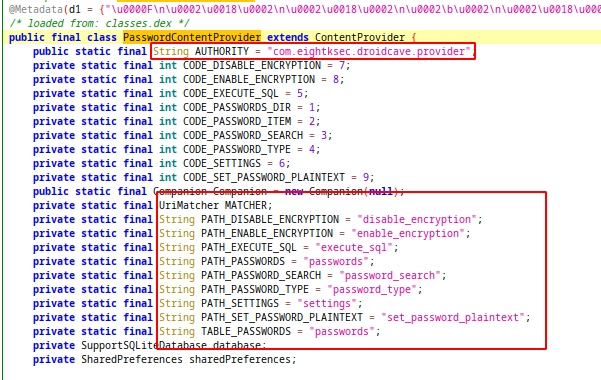 @Metadata(d1 = {"\u0000F\n\u0002\u0018\u0002\n\u0002\u0018\u0002\n\u0002\b\u0002\n\u0002\u0018\u000
/* loaded from: classes.dex */
public final class PasswordContentProvider extends ContentProvider {
public static final String AUTHORITY = "com.eightksec.droidcave.provider";
private static final int CODE_DISABLE_ENCRYPTION = 7;
private static final int CODE_ENABLE_ENCRYPTION = 8;
private static final int CODE_EXECUTE_SQL = 5;
private static final int CODE_PASSWORDS_DIR = 1;
private static final int CODE_PASSWORD_ITEM = 2;
private static final int CODE_PASSWORD_SEARCH = 3;
private static final int CODE_PASSWORD_TYPE = 4;
private static final int CODE_SETTINGS = 6;
private static final int CODE_SET_PASSWORD_PLAINTEXT = 9;
public static final Companion Companion = new Companion(null);
private static final UriMatcher MATCHER;
private static final String PATH_DISABLE_ENCRYPTION = "disable_encryption";
private static final String PATH_ENABLE_ENCRYPTION = "enable_encryption";
private static final String PATH_EXECUTE_SQL = "execute_sql";
private static final String PATH_PASSWORDS = "passwords";
private static final String PATH_PASSWORD_SEARCH = "password_search";
private static final String PATH_PASSWORD_TYPE = "password_type";
private static final String PATH_SETTINGS = "settings";
private static final String PATH_SET_PASSWORD_PLAINTEXT = "set_password_plaintext";
private static final String TABLE_PASSWORDS = "passwords";
private SupportSQLiteDatabase database;
private SharedPreferences sharedPreferences;